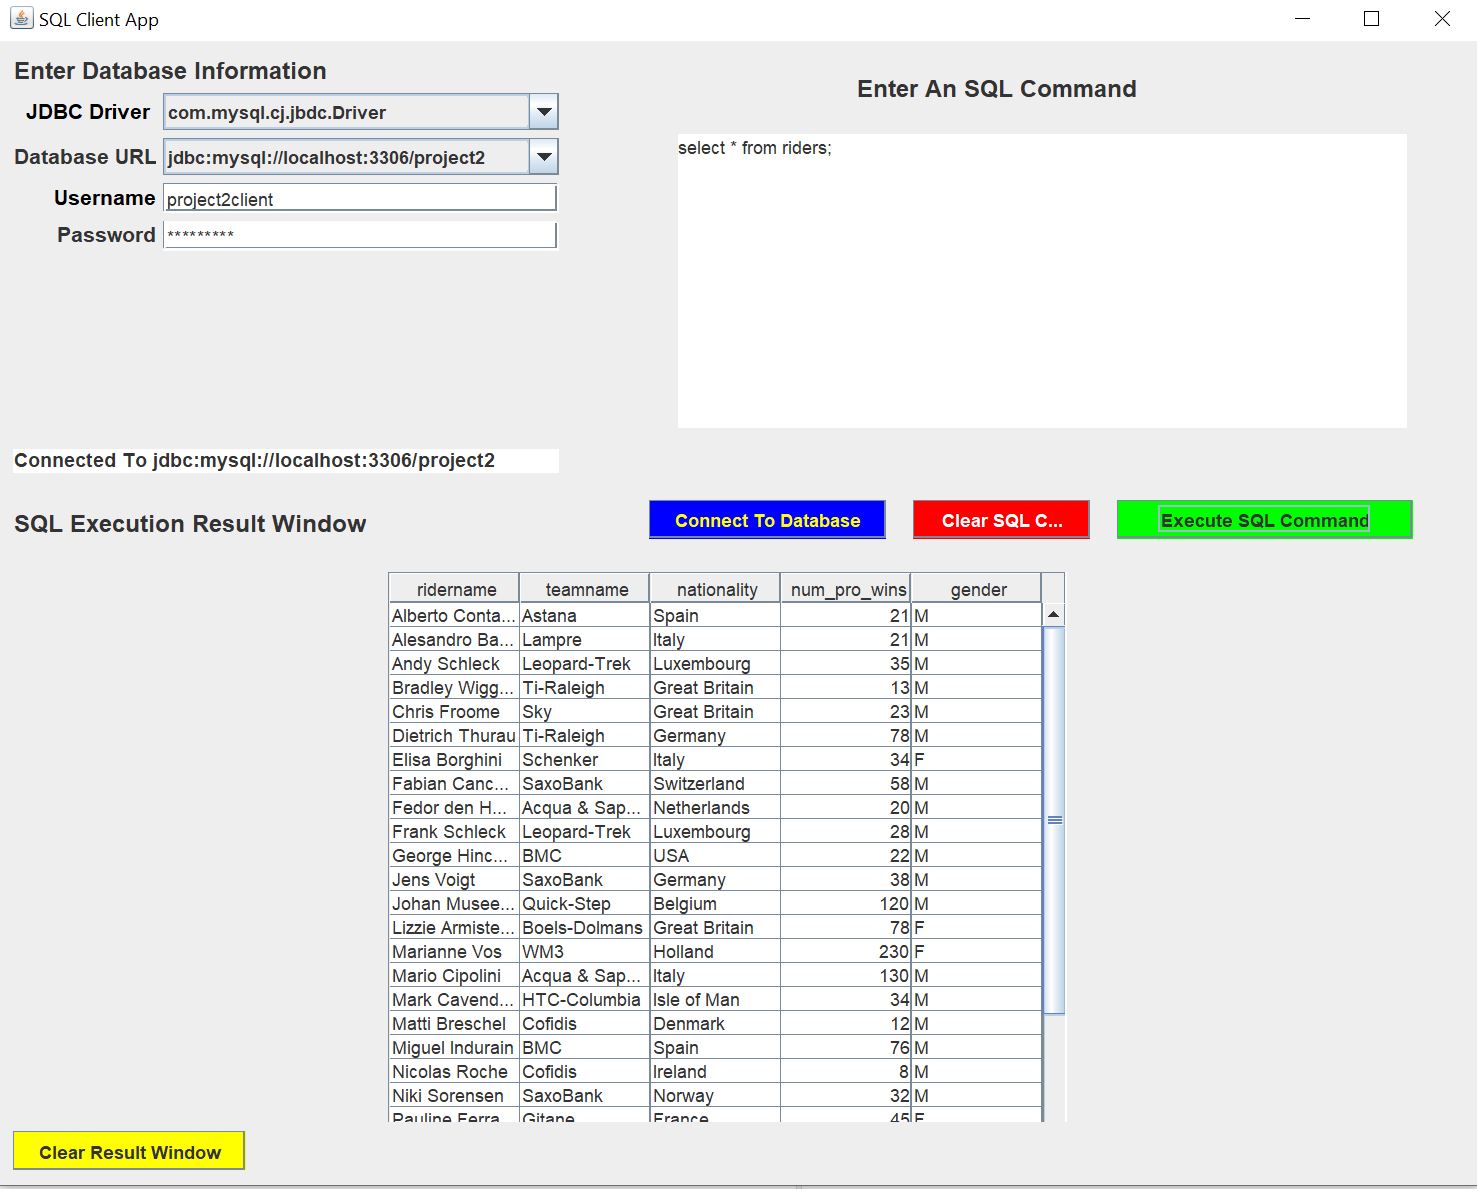 SQL Client App
Enter Database Information
JDBC Driver com.mysql.cj.jbdc.Driver
Database URL jdbc:mysql://localhost:3306/project2
Username project2client
Password *********
Enter An SQL Command
select * from riders;
Connected To jdbc:mysql://localhost:3306/project2
SQL Execution Result Window
Connect To Database Clear SQL C... Execute SQL Command
ridername teamname nationality num_pro_wins gender
Alberto Conta... Astana Spain 21 M
Alesandro Ba... Lampre Italy 21 M
Andy Schleck Leopard-Trek Luxembourg 35 M
Bradley Wigg... Ti-Raleigh Great Britain 13 M
Chris Froome Sky Great Britain 23 M
Dietrich Thurau Ti-Raleigh Germany 78 M
Elisa Borghini Schenker Italy 34 F
Fabian Canc... SaxoBank Switzerland 58 M
Fedor den H... Acqua & Sap... Netherlands 20 M
Frank Schleck Leopard-Trek Luxembourg 28 M
George Hinc... BMC USA 22 M
Jens Voigt SaxoBank Germany 38 M
Johan Musee... Quick-Step Belgium 120 M
Lizzie Armiste... Boels-Dolmans Great Britain 78 F
Marianne Vos WM3 Holland 230 F
Mario Cipolini Acqua & Sap... Italy 130 M
Mark Cavend... HTC-Columbia Isle of Man 34 M
Matti Breschel Cofidis Denmark 12 M
Miguel Indurain BMC Spain 76 M
Nicolas Roche Cofidis Ireland 8 M
Niki Sorensen SaxoBank Norway 32 M
Pauline Ferra... Gitane France 45 F
Clear Result Window